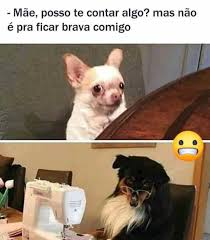 - Mãe, posso te contar algo? mas não
é pra ficar brava comigo